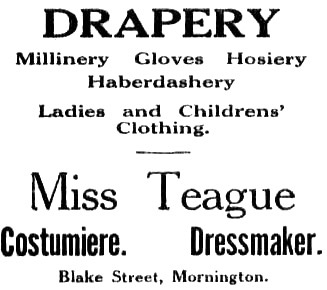 DRAPERY
Millinery Gloves Hosiery
Haberdashery
Ladies and Childrens'
Clothing.
Miss Teague
Costumiere. Dressmaker.
Blake Street, Mornington.